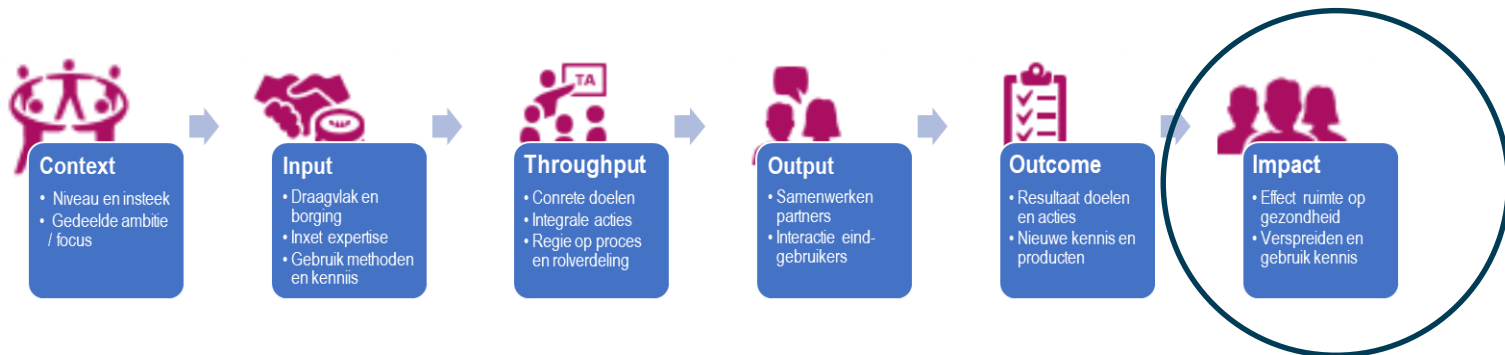 TA
Context
• Niveau en insteek
• Gedeelde ambitie
/ focus
Input
• Draagvlak en
borging
• Inxet expertise
• Gebruik methoden
en kenniis
Throughput
• Conrete doelen
• Integrale acties
• Regie op proces
en rolverdeling
Output
• Samenwerken
partners
• Interactie eind-
gebruikers
Outcome
• Resultaat doelen
en acties
• Nieuwe kennis en
producten
Impact
• Effect ruimte op
gezondheid
• Verspreiden en
gebruik kennis